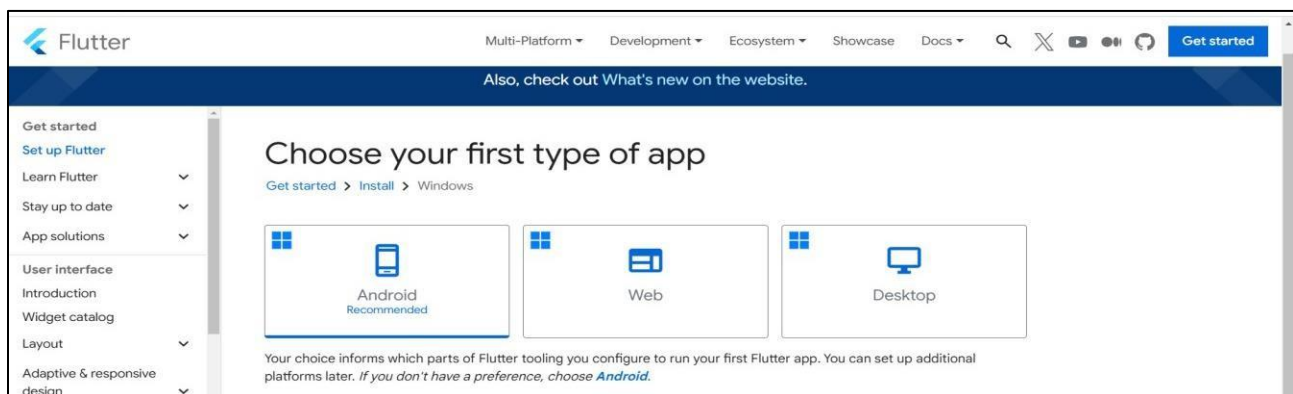 Flutter
Multi-Platform Development Ecosystem Showcase Docs Get started
Also, check out What's new on the website.
Get started
Set up Flutter
Learn Flutter
Stay up to date
App solutions
User interface
Introduction
Widget catalog
Layout
Adaptive & responsive
design
Choose your first type of app
Get started > Install > Windows
Android
Recommended
Web
Desktop
Your choice informs which parts of Flutter tooling you configure to run your first Flutter app. You can set up additional
platforms later. If you don't have a preference, choose Android.